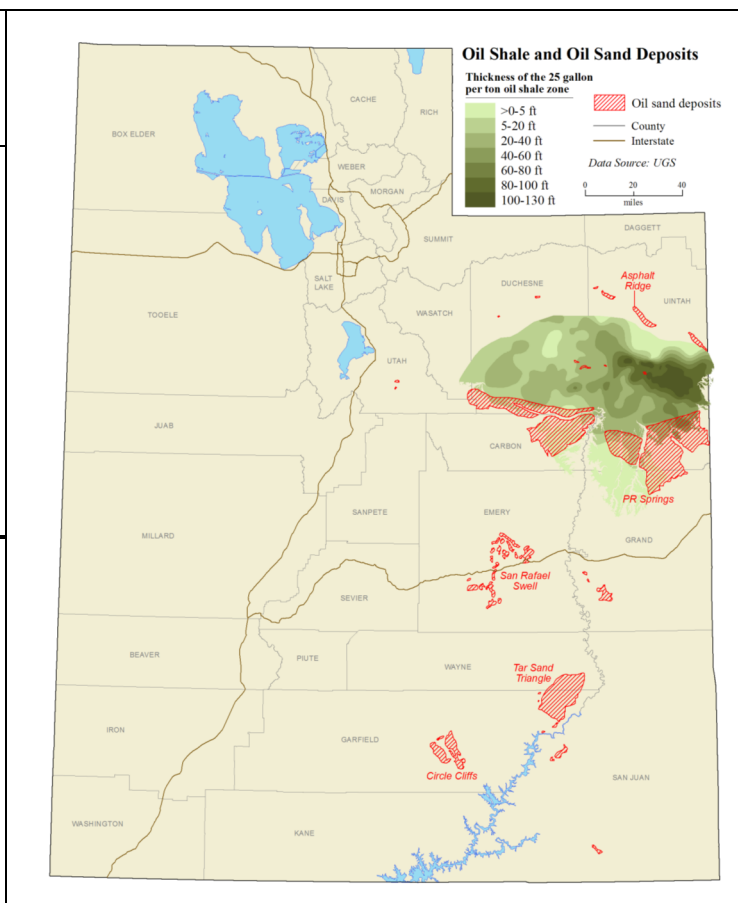 Oil Shale and Oil Sand Deposits
Thickness of the 25 gallon
per ton oil shale zone
>0-5 ft
5-20 ft
20-40 ft
40-60 ft
60-80 ft
80-100 ft
100-130 ft
Oil sand deposits
County
Interstate
Data Source: UGS
0 20 40
miles
CACHE
RICH
BOX ELDER
WEBER
MORGAN
DAVIS
SUMMIT
DAGGETT
SALT
LAKE
DUCHESNE
Asphalt
Ridge
UINTAH
TOOELE
WASATCH
UTAH
JUAB
CARBON
PR Springs
SANPETE
EMERY
MILLARD
GRAND
San Rafael
Swell
SEVIER
BEAVER
PIUTE
WAYNE
Tar Sand
Triangle
IRON
GARFIELD
Circle Cliffs
SAN JUAN
WASHINGTON
KANE